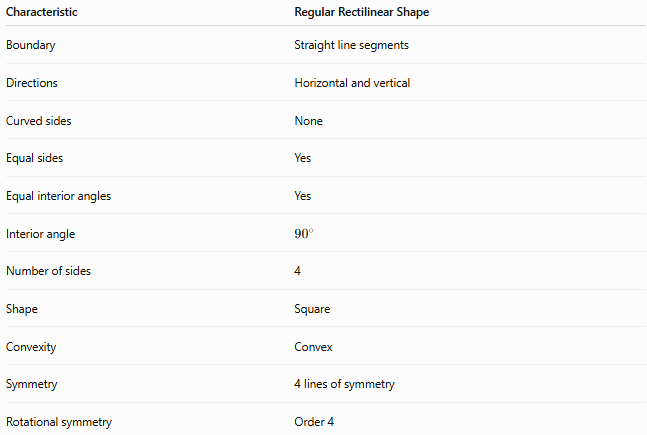 Characteristic Regular Rectilinear Shape
Boundary Straight line segments
Directions Horizontal and vertical
Curved sides None
Equal sides Yes
Equal interior angles Yes
Interior angle 90°
Number of sides 4
Shape Square
Convexity Convex
Symmetry 4 lines of symmetry
Rotational symmetry Order 4